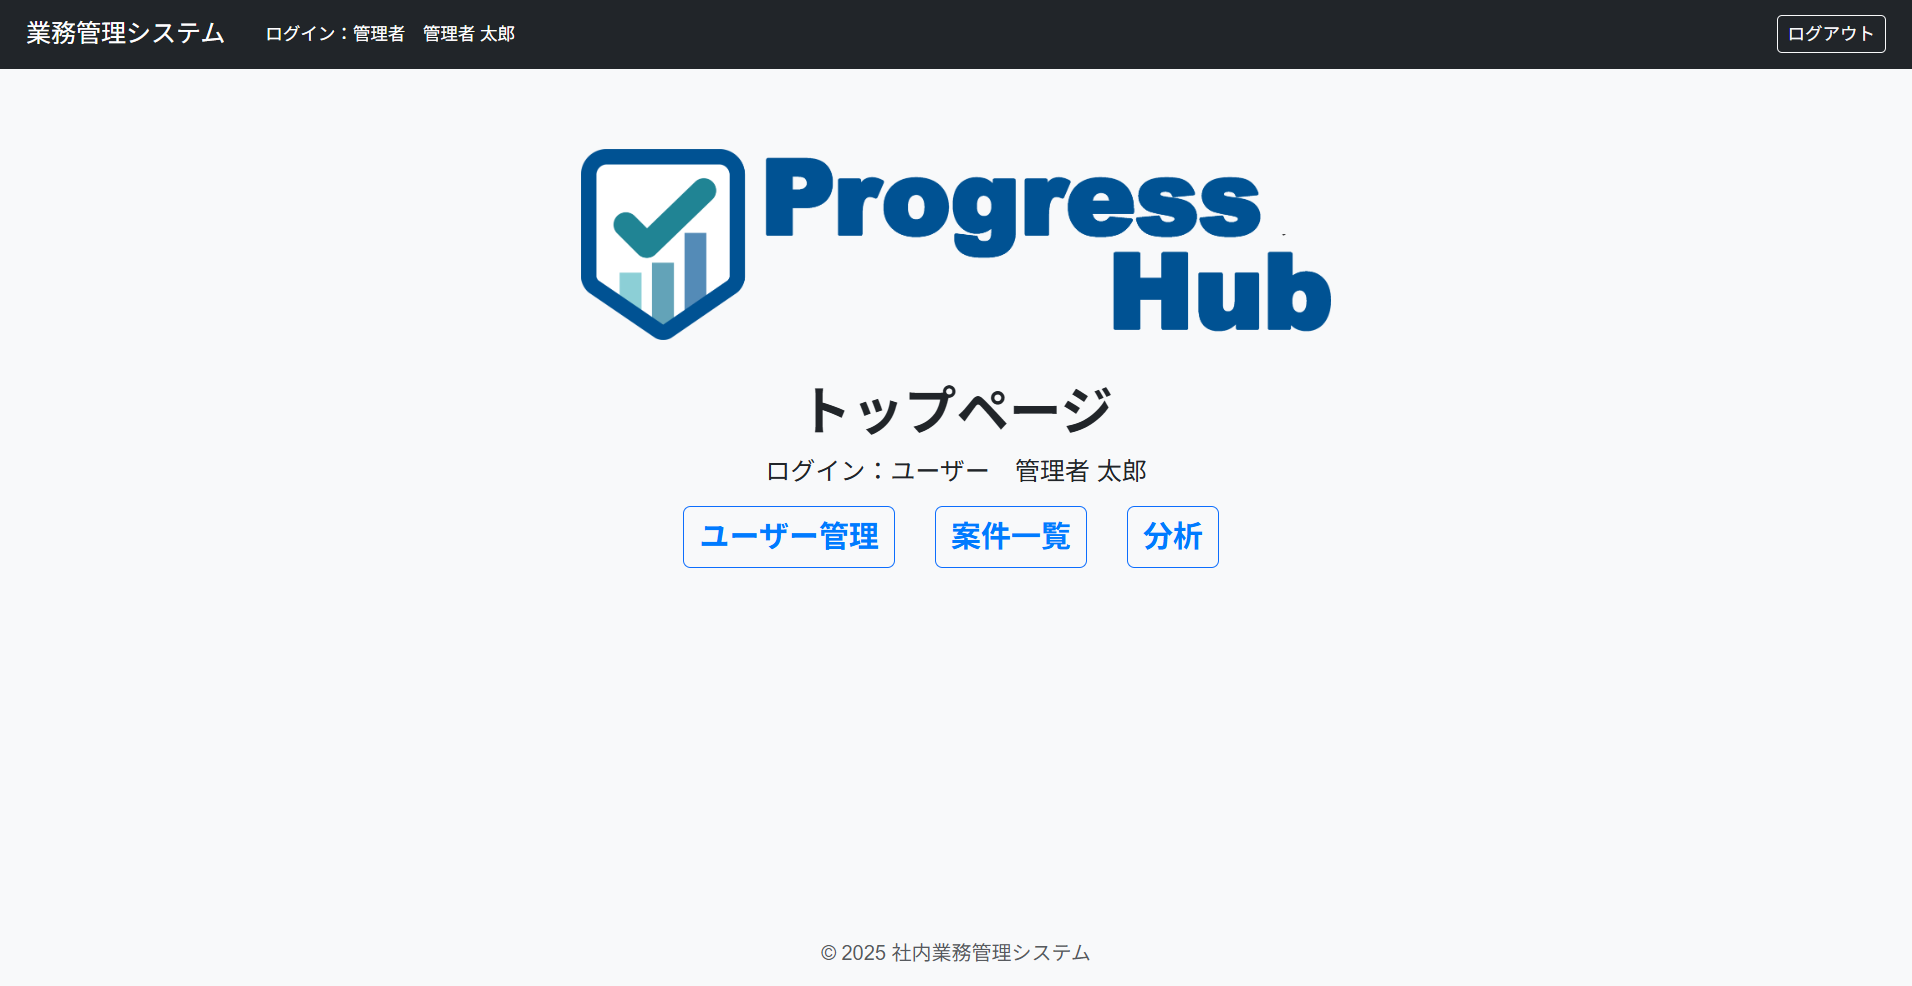 業務管理システム ログイン：管理者　管理者 太郎 ログアウト
Progress
Hub
トップページ
ログイン：ユーザー　管理者 太郎
ユーザー管理 案件一覧 分析
© 2025 社内業務管理システム